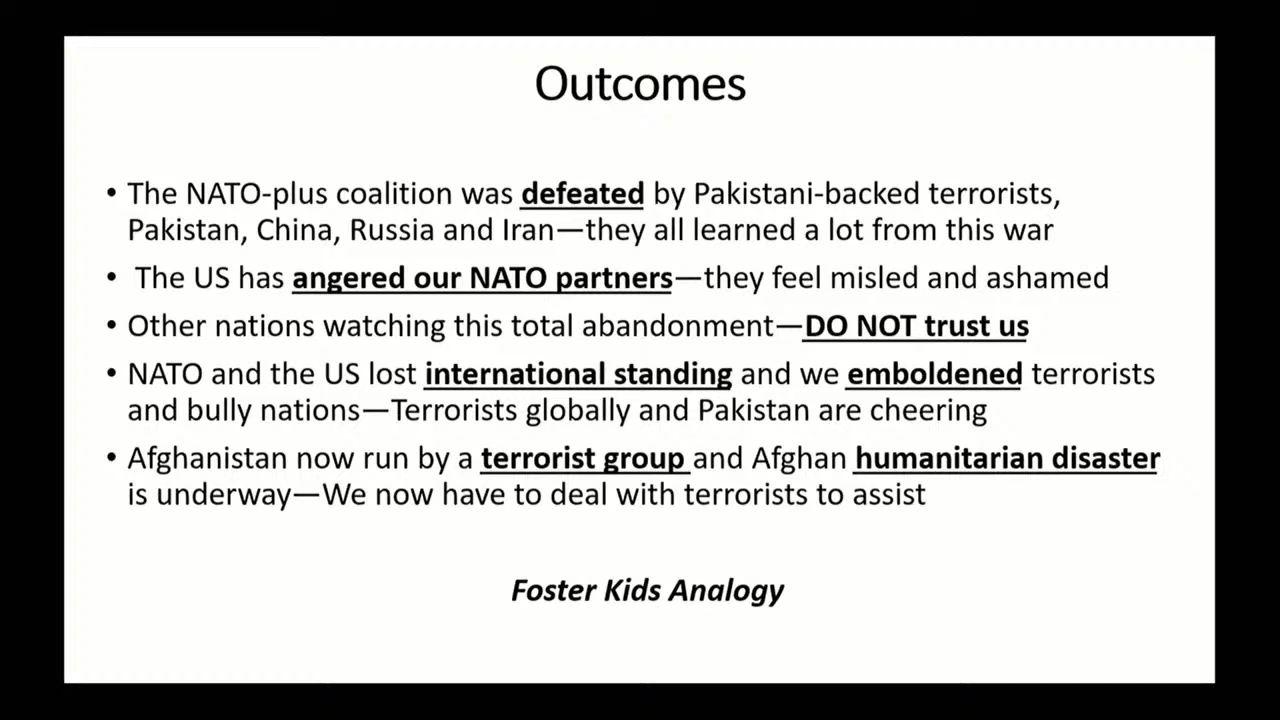 Outcomes
• The NATO-plus coalition was defeated by Pakistani-backed terrorists,
Pakistan, China, Russia and Iran—they all learned a lot from this war
• The US has angered our NATO partners—they feel misled and ashamed
• Other nations watching this total abandonment—DO NOT trust us
• NATO and the US lost international standing and we emboldened terrorists
and bully nations—Terrorists globally and Pakistan are cheering
• Afghanistan now run by a terrorist group and Afghan humanitarian disaster
is underway—We now have to deal with terrorists to assist
Foster Kids Analogy